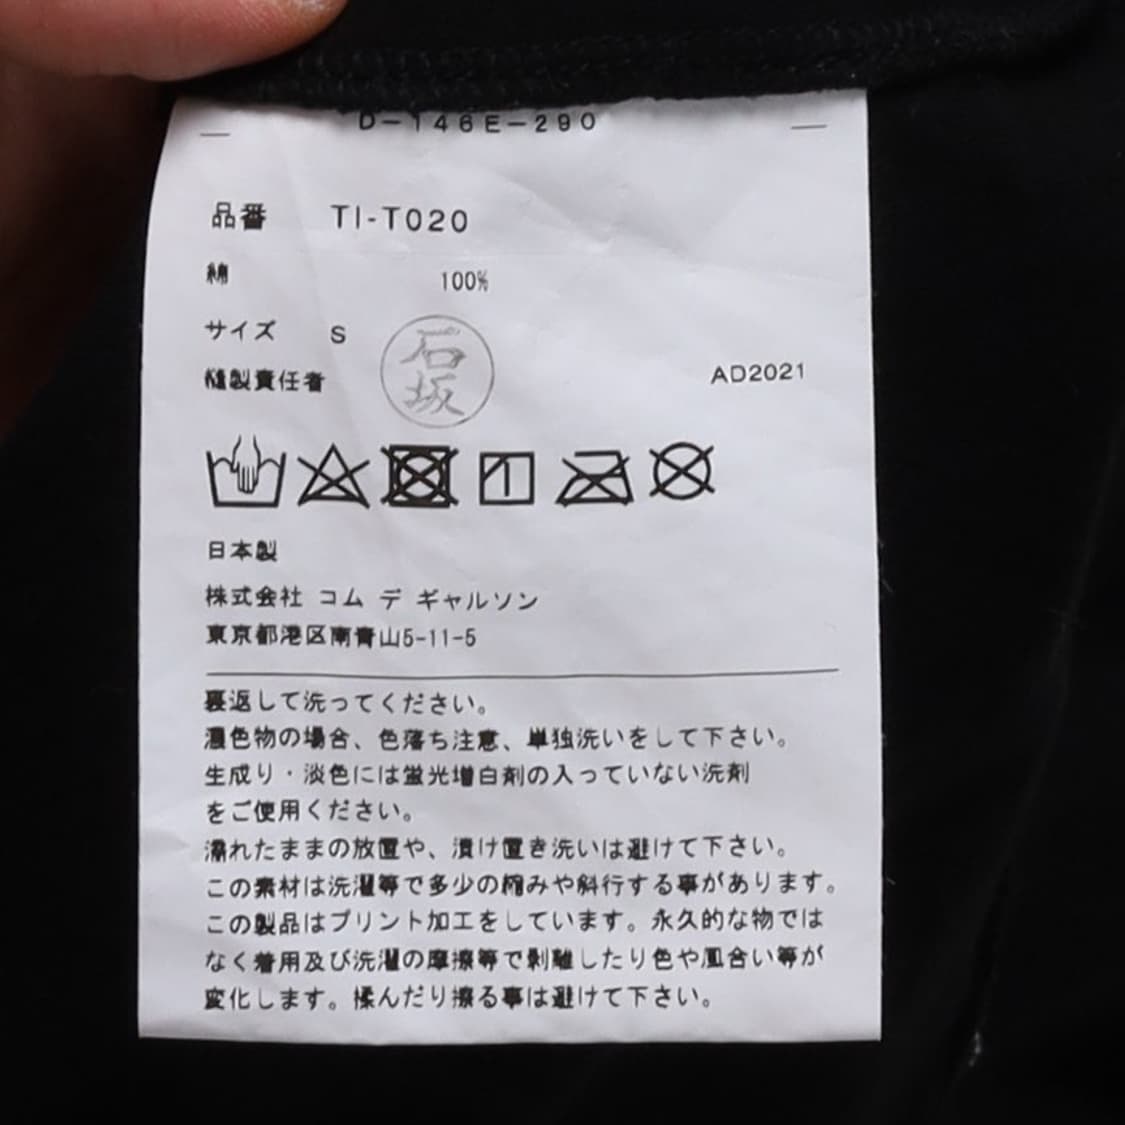 D-146E-290
品番 TI-T020
綿 100%
サイズ S
石坂
縫製責任者 AD2021
日本製
株式会社 コム デ ギャルソン
東京都港区南青山5-11-5
裏返して洗ってください。
濃色物の場合、色落ち注意、単独洗いをして下さい。
生成り・淡色には蛍光増白剤の入っていない洗剤
をご使用ください。
濡れたままの放置や、漬け置き洗いは避けて下さい。
この素材は洗濯等で多少の縮みや斜行する事があります。
この製品はプリント加工をしています。永久的な物では
なく着用及び洗濯の摩擦等で剥離したり色や風合い等が
変化します。揉んだり擦る事は避けて下さい。